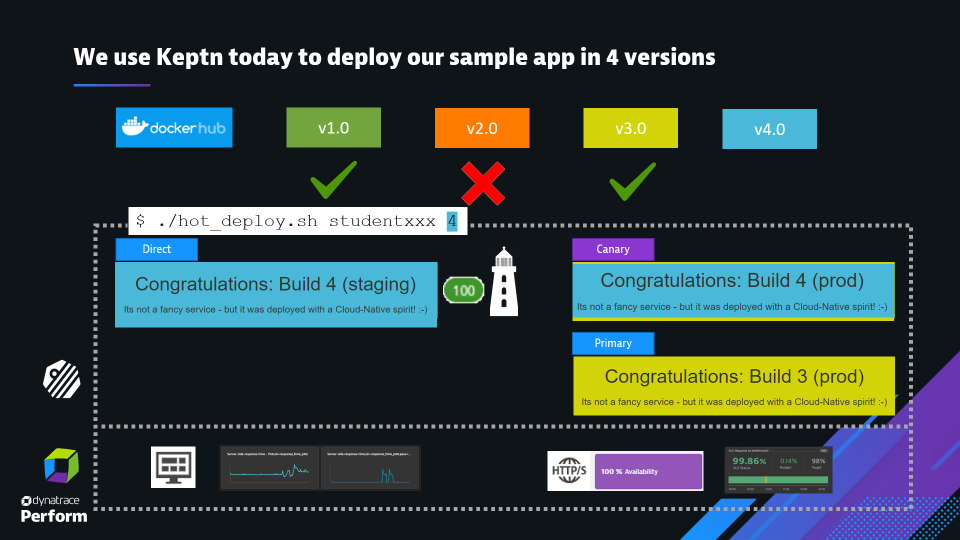 We use Keptn today to deploy our sample app in 4 versions
docker hub
v1.0
v2.0
v3.0
v4.0
$ ./hot_deploy.sh studentxxx 4
Direct
Congratulations: Build 4 (staging)
Its not a fancy service - but it was deployed with a Cloud-Native spirit! :-)
100
Canary
Congratulations: Build 4 (prod)
Its not a fancy service - but it was deployed with a Cloud-Native spirit! :-)
Primary
Congratulations: Build 3 (prod)
Its not a fancy service - but it was deployed with a Cloud-Native spirit! :-)
HTTP/S
100 % Availability
99.86%
0.14%
98%
Budget
Target
dynatrace
Perform